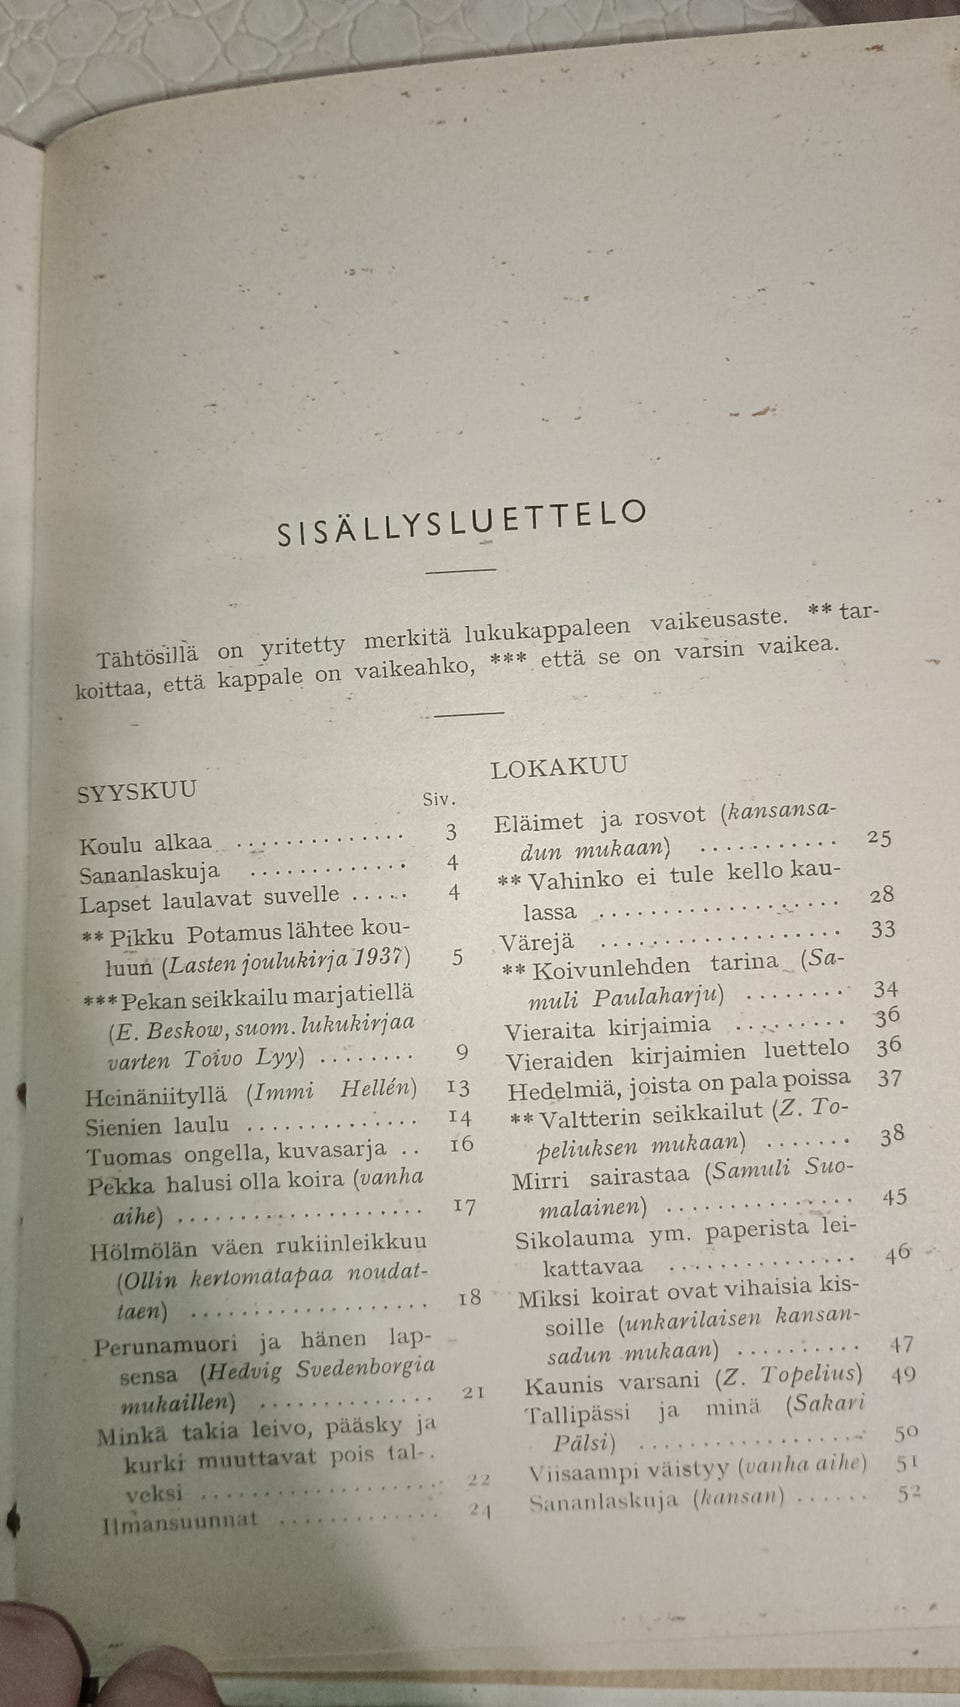 SISÄLLYSLUETTELO
Tähtösillä on yritetty merkitä lukukappaleen vaikeusaste. ** tar-
koittaa, että kappale on vaikeahko, *** että se on varsin vaikea.
SYYSKUU
Siv.
Koulu alkaa .............. 3
Sananlaskuja ............. 4
Lapset laulavat suvelle ..... 4
** Pikku Potamus lähtee kou-
luun (Lasten joulukirja 1937) 5
*** Pekan seikkailu marjatiellä
(E. Beskow, suom. lukukirjaa
varten Toivo Lyy) ........ 9
Heinäniityllä (Immi Hellén) 13
Sienien laulu .............. 14
Tuomas ongella, kuvasarja .. 16
Pekka halusi olla koira (vanha
aihe) .................... 17
Hölmölän väen rukiinleikkuu
(Ollin kertomatapaa noudat-
taen) ................... 18
Perunamuori ja hänen lap-
sensa (Hedvig Svedenborgia
mukaillen) .............. 21
Minkä takia leivo, pääsky ja
kurki muuttavat pois tal-
veksi ................... 22
Ilmansuunnat ............. 24
LOKAKUU
Eläimet ja rosvot (kansansa-
dun mukaan) ........... 25
** Vahinko ei tule kello kau-
lassa ................... 28
Värejä ................... 33
** Koivunlehden tarina (Sa-
muli Paulaharju) ........ 34
Vieraita kirjaimia ......... 36
Vieraiden kirjaimien luettelo 36
Hedelmiä, joista on pala poissa 37
** Valtterin seikkailut (Z. To-
peliuksen mukaan) ....... 38
Mirri sairastaa (Samuli Suo-
malainen) ............... 45
Sikolauma ym. paperista lei-
kattavaa ............... 46
Miksi koirat ovat vihaisia kis-
soille (unkarilaisen kansan-
sadun mukaan) .......... 47
Kaunis varsani (Z. Topelius) 49
Tallipässi ja minä (Sakari
Pälsi) .................. 50
Viisaampi väistyy (vanha aihe) 51
Sananlaskuja (kansan) ...... 52